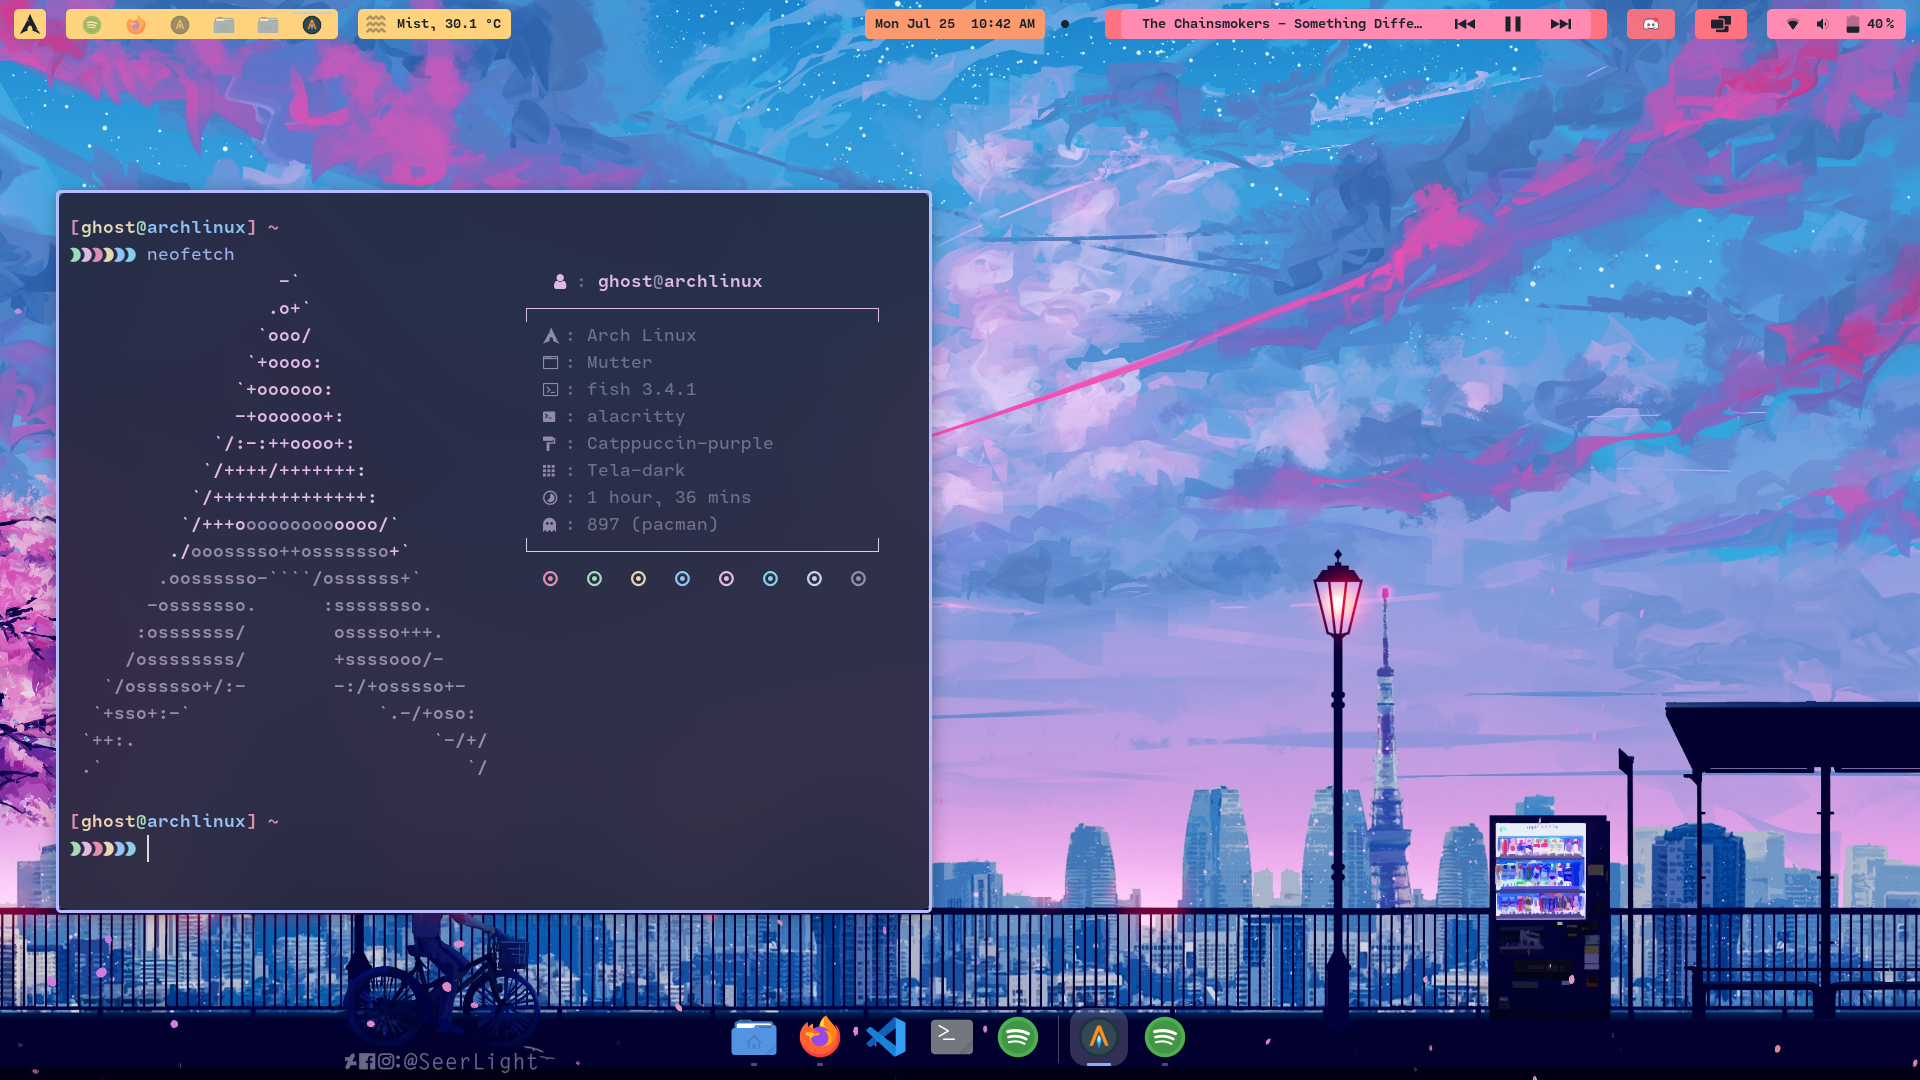 Mist, 30.1 °C
Mon Jul 25 10:42 AM
The Chainsmokers - Something Diffe…
40%
[ghost@archlinux] ~
neofetch
-`
.o+`
`ooo/
`+oooo:
`+oooooo:
-+oooooo+:
`/:-:++oooo+:
`/++++/+++++++:
`/++++++++++++++:
`/+++ooooooooooooo/`
./ooosssso++osssssso+`
.oossssso-````/ossssss+`
-osssssso. :ssssssso.
:osssssss/ osssso+++.
/ossssssss/ +ssssooo/-
`/ossssso+/:- -:/+osssso+-
`+sso+:-` `.-/+oso:
`++:. `-/+/
.` `/
: ghost@archlinux
: Arch Linux
: Mutter
: fish 3.4.1
: alacritty
: Catppuccin-purple
: Tela-dark
: 1 hour, 36 mins
: 897 (pacman)
[ghost@archlinux] ~
:@SeerLight